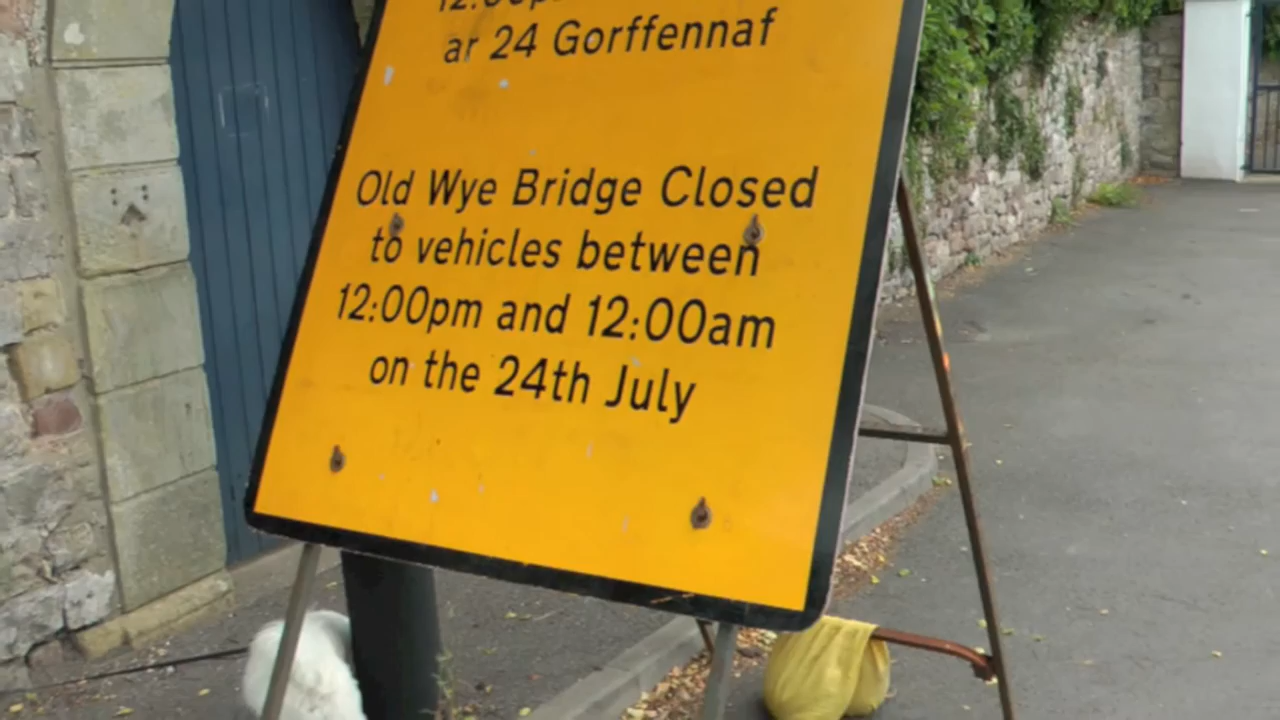 ar 24 Gorffennaf
Old Wye Bridge Closed
to vehicles between
12:00pm and 12:00am
on the 24th July